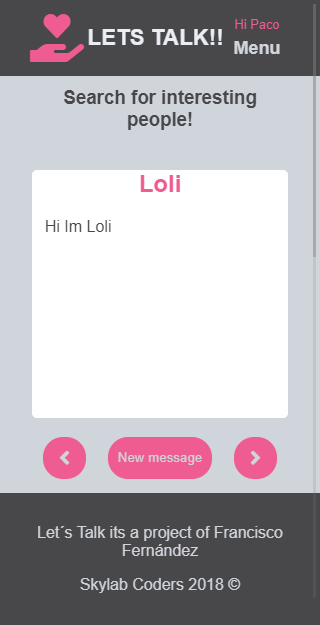 LETS TALK!!
Hi Paco
Menu
Search for interesting
people!
Loli
Hi Im Loli
New message
Let´s Talk its a project of Francisco
Fernández
Skylab Coders 2018 ©